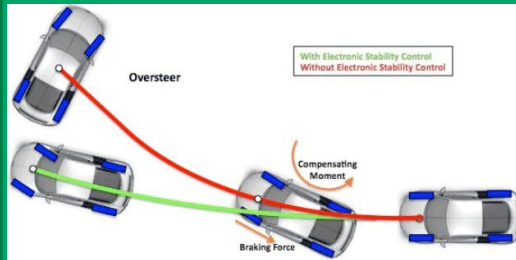 With Electronic Stability Control
Without Electronic Stability Control
Oversteer
Compensating
Moment
Braking Force